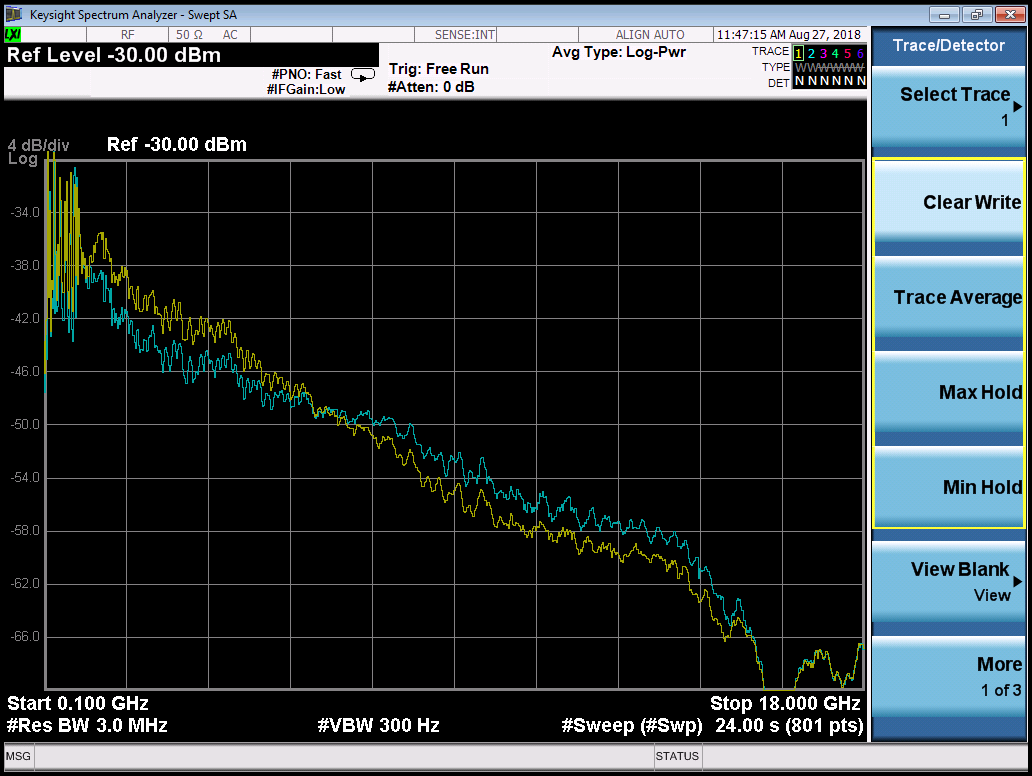 Keysight Spectrum Analyzer - Swept SA
LXI
RF
50 Ω
AC
SENSE:INT
ALIGN AUTO
11:47:15 AM Aug 27, 2018
Ref Level -30.00 dBm
#PNO: Fast
#IFGain:Low
Trig: Free Run
#Atten: 0 dB
Avg Type: Log-Pwr
TRACE 1 2 3 4 5 6
TYPE WWWWWW
DET N N N N N N
4 dB/div
Log
Ref -30.00 dBm
-34.0
-38.0
-42.0
-46.0
-50.0
-54.0
-58.0
-62.0
-66.0
Start 0.100 GHz
Stop 18.000 GHz
#Res BW 3.0 MHz
#VBW 300 Hz
#Sweep (#Swp) 24.00 s (801 pts)
MSG
STATUS
Trace/Detector
Select Trace
1
Clear Write
Trace Average
Max Hold
Min Hold
View Blank
View
More
1 of 3